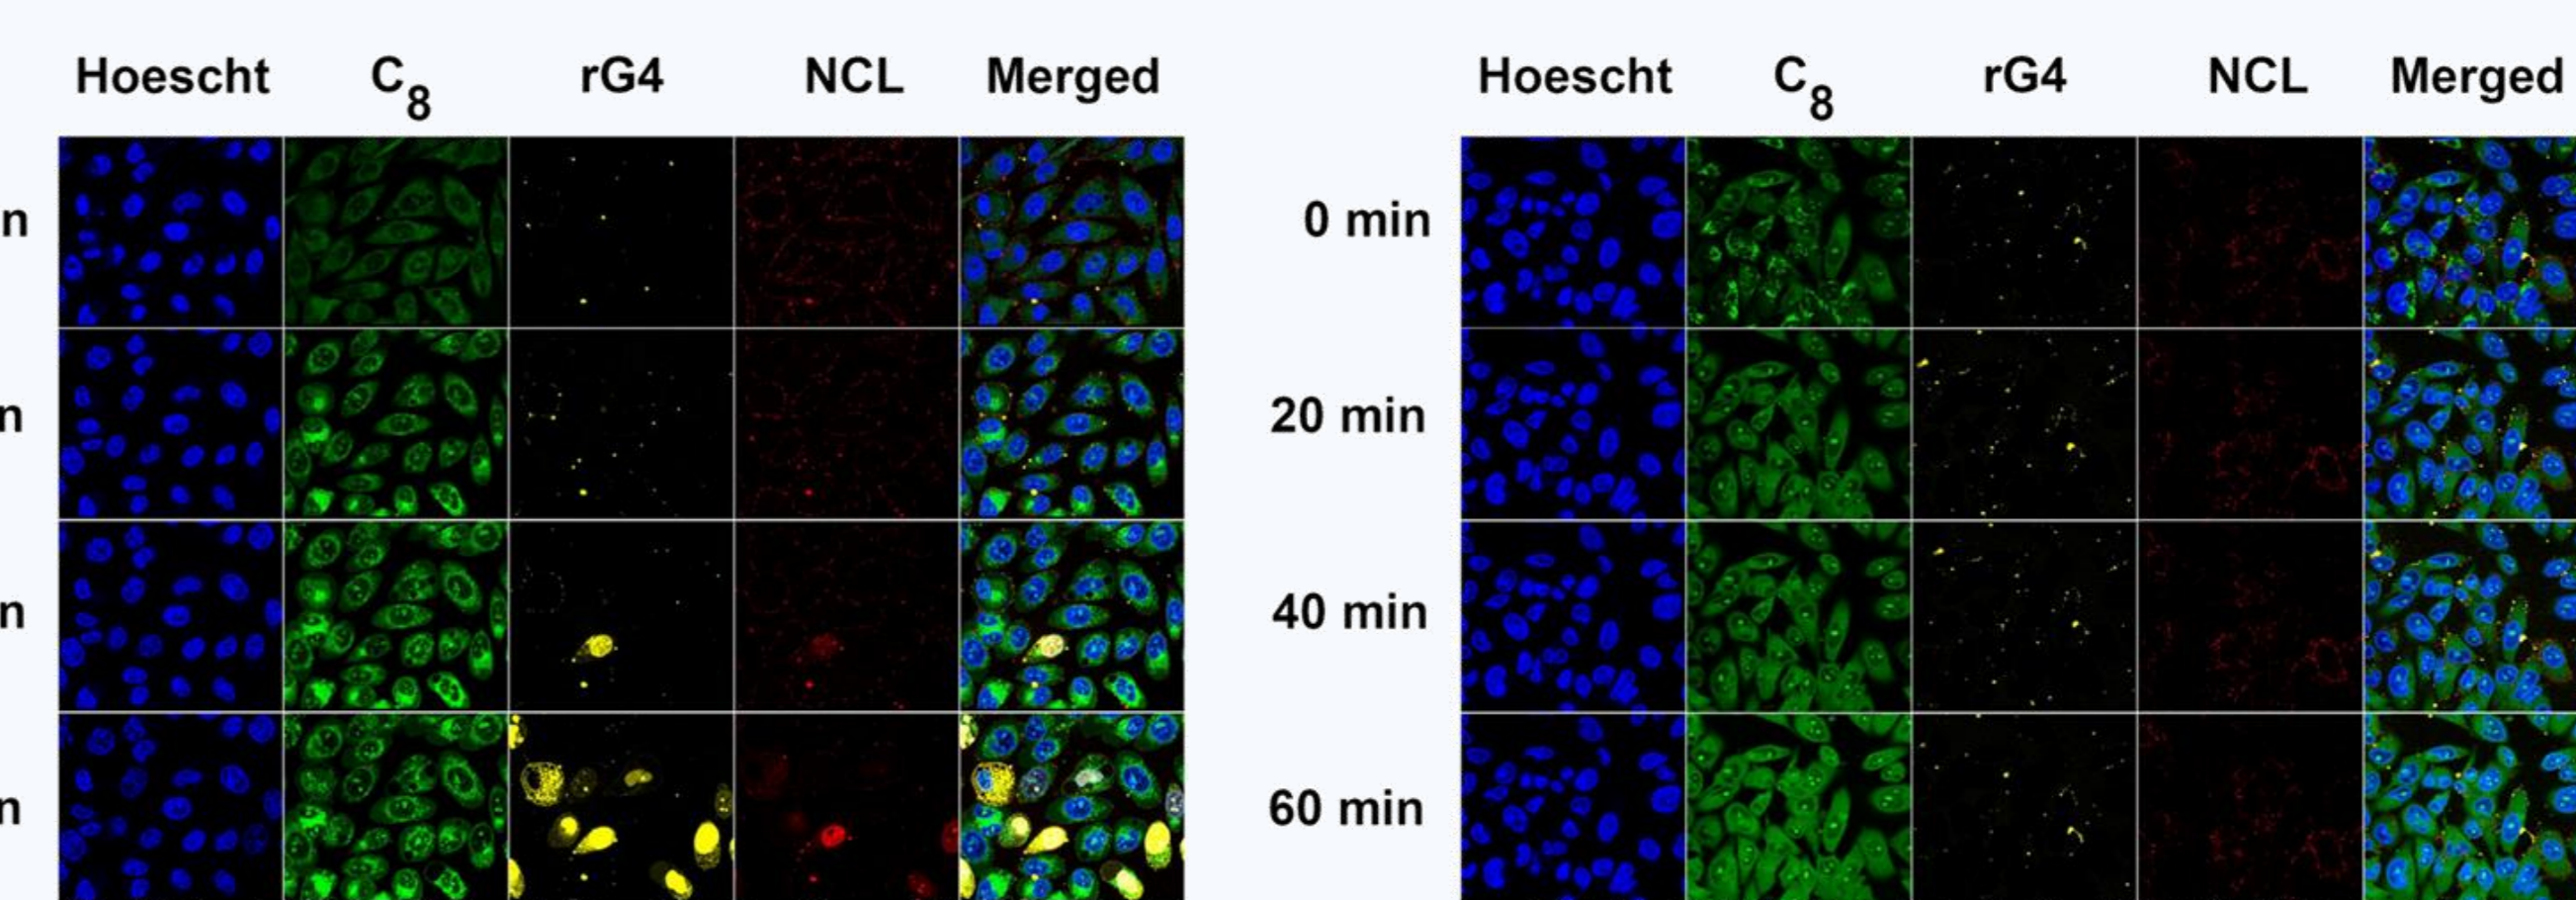 Hoescht C8 rG4 NCL Merged Hoescht C8 rG4 NCL Merged
n 0 min
n 20 min
n 40 min
n 60 min